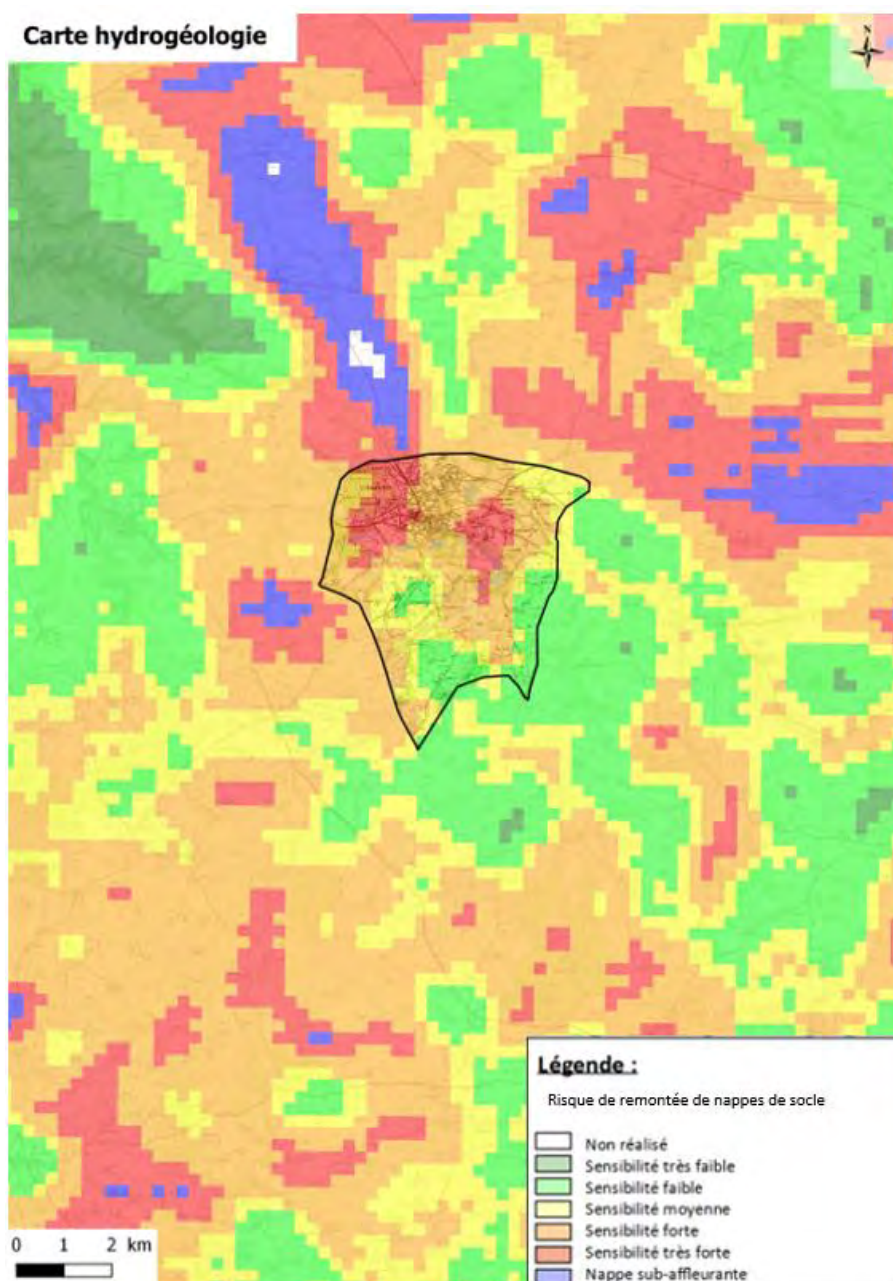 Carte hydrogéologie
N
Légende :
Risque de remontée de nappes de socle
Non réalisé
Sensibilité très faible
Sensibilité faible
Sensibilité moyenne
Sensibilité forte
Sensibilité très forte
Nappe sub-affleurante
0 1 2 km